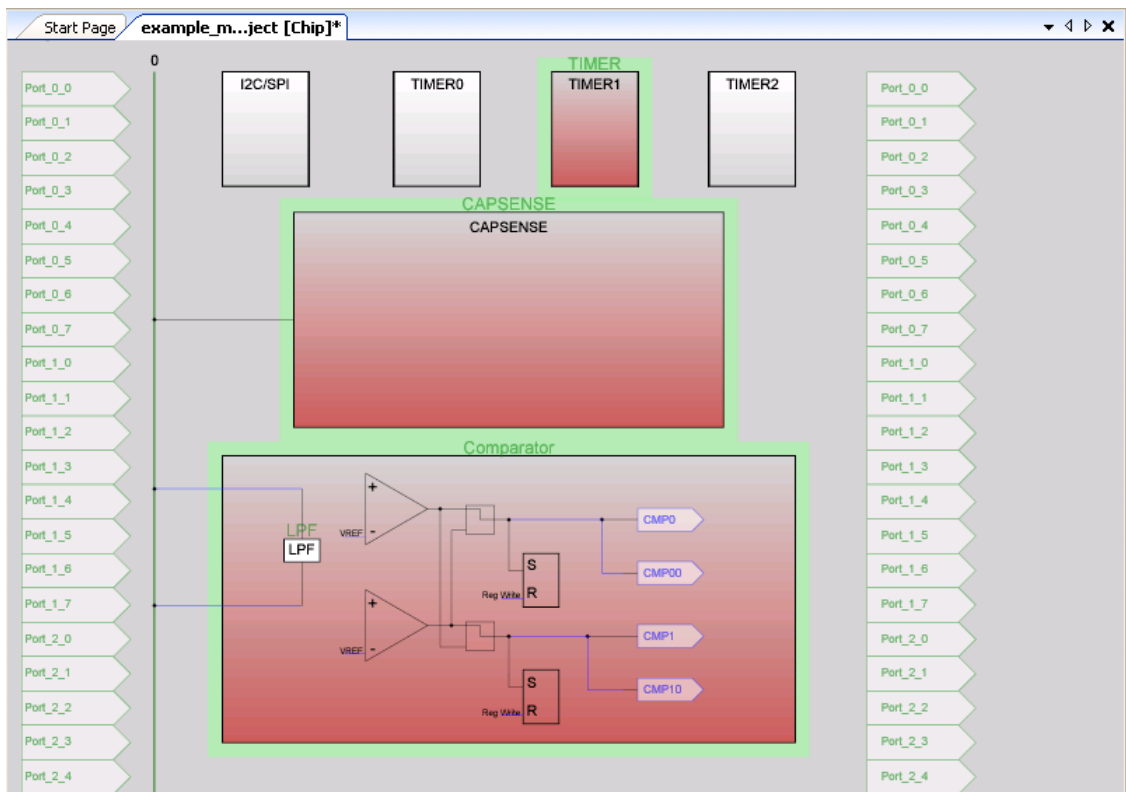 Start Page
example_m...ject [Chip]*
0
TIMER
I2C/SPI
TIMER0
TIMER1
TIMER2
CAPSENSE
CAPSENSE
Comparator
LPF
LPF
+
VREF
-
CMP0
CMP00
S
Reg Write
R
+
VREF
-
CMP1
CMP10
S
Reg Write
R
Port_0_0
Port_0_1
Port_0_2
Port_0_3
Port_0_4
Port_0_5
Port_0_6
Port_0_7
Port_1_0
Port_1_1
Port_1_2
Port_1_3
Port_1_4
Port_1_5
Port_1_6
Port_1_7
Port_2_0
Port_2_1
Port_2_2
Port_2_3
Port_2_4
Port_0_0
Port_0_1
Port_0_2
Port_0_3
Port_0_4
Port_0_5
Port_0_6
Port_0_7
Port_1_0
Port_1_1
Port_1_2
Port_1_3
Port_1_4
Port_1_5
Port_1_6
Port_1_7
Port_2_0
Port_2_1
Port_2_2
Port_2_3
Port_2_4